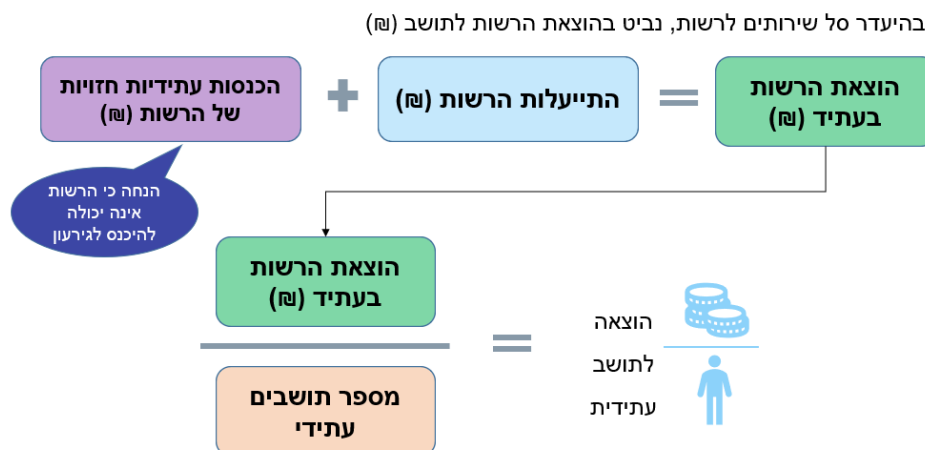 בהיעדר סל שירותים לרשות, נביט בהוצאת הרשות לתושב (₪)
הוצאת הרשות
בעתיד (₪)
=
התייעלות הרשות (₪)
+
הכנסות עתידיות חזויות
של הרשות (₪)
הנחה כי הרשות
אינה יכולה
להיכנס לגירעון
הוצאת הרשות
בעתיד (₪)
מספר תושבים
עתידי
=
הוצאה
לתושב
עתידית